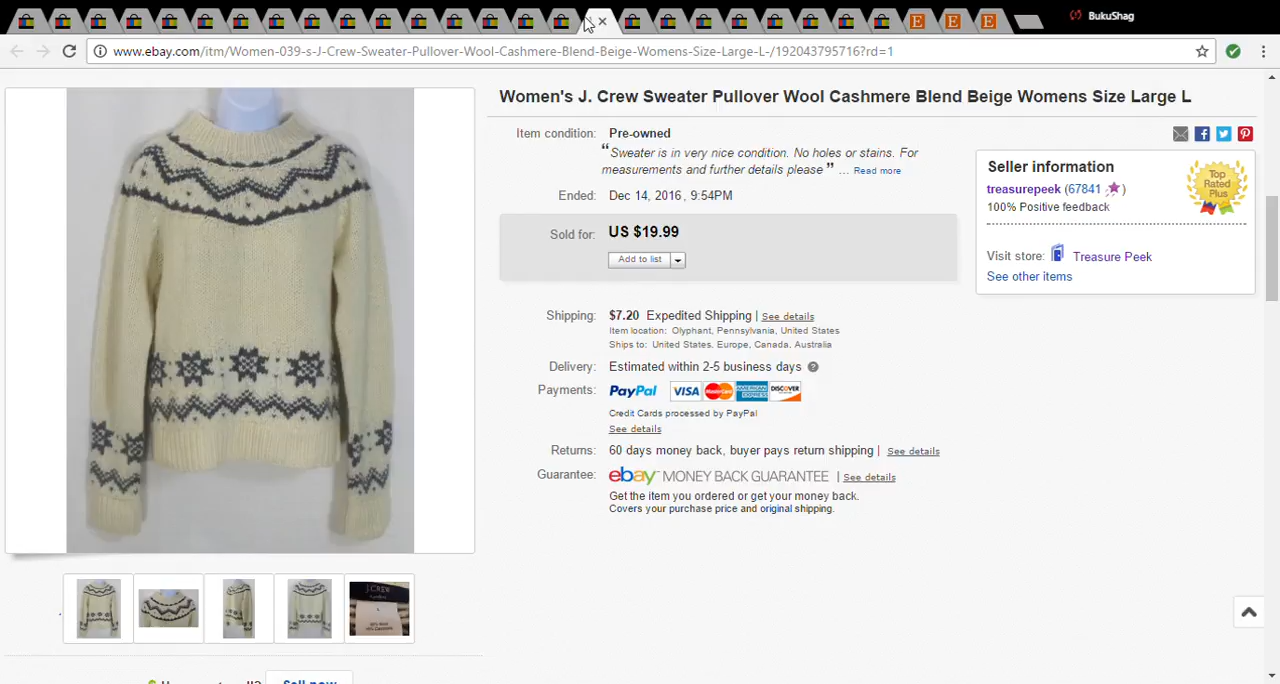 BukuShag
www.ebay.com/itm/Women-039-s-J-Crew-Sweater-Pullover-Wool-Cashmere-Blend-Beige-Womens-Size-Large-L-/192043795716?rd=1
Women's J. Crew Sweater Pullover Wool Cashmere Blend Beige Womens Size Large L
Item condition: Pre-owned
“Sweater is in very nice condition. No holes or stains. For
measurements and further details please ” ... Read more
Ended: Dec 14, 2016, 9:54PM
Sold for: US $19.99
Add to list
Shipping: $7.20 Expedited Shipping | See details
Item location: Olyphant, Pennsylvania, United States
Ships to: United States, Europe, Canada, Australia
Delivery: Estimated within 2-5 business days
Payments: PayPal VISA MasterCard AMERICAN EXPRESS DISCOVER
Credit Cards processed by PayPal
See details
Returns: 60 days money back, buyer pays return shipping | See details
Guarantee: ebay MONEY BACK GUARANTEE | See details
Get the item you ordered or get your money back.
Covers your purchase price and original shipping.
Seller information
treasurepeek (67841)
100% Positive feedback
Top
Rated
Plus
Visit store: Treasure Peek
See other items
J.CREW
L
Sell now